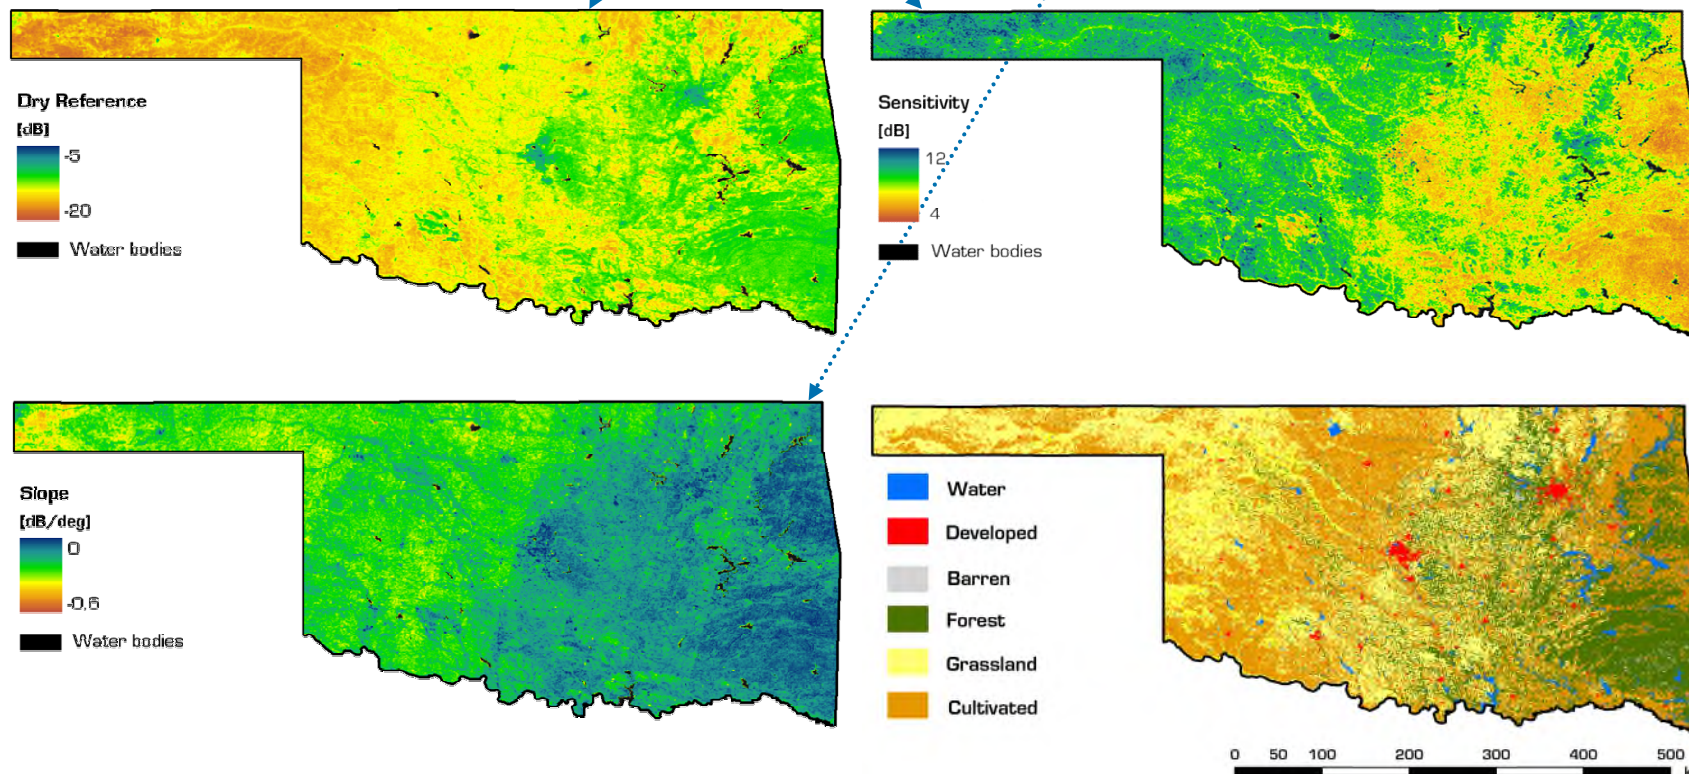 Dry Reference
[dB]
-5
-20
Water bodies
Sensitivity
[dB]
12
4
Water bodies
Slope
[dB/deg]
0
-0.6
Water bodies
Water
Developed
Barren
Forest
Grassland
Cultivated
0 50 100 200 300 400 500